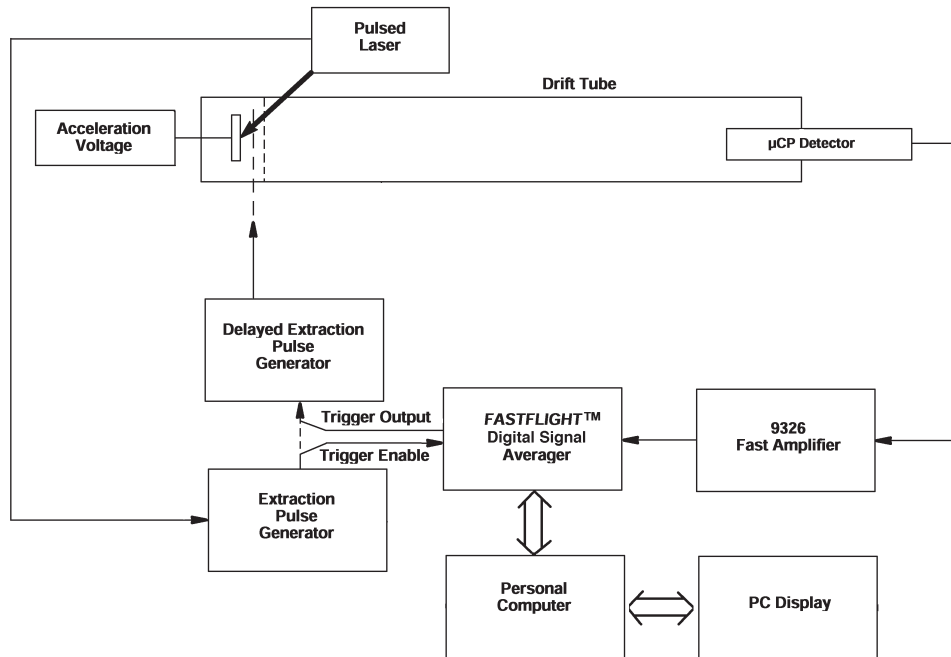 Pulsed
Laser
Drift Tube
Acceleration
Voltage
µCP Detector
Delayed Extraction
Pulse
Generator
Trigger Output
Trigger Enable
FASTFLIGHT™
Digital Signal
Averager
9326
Fast Amplifier
Extraction
Pulse
Generator
Personal
Computer
PC Display